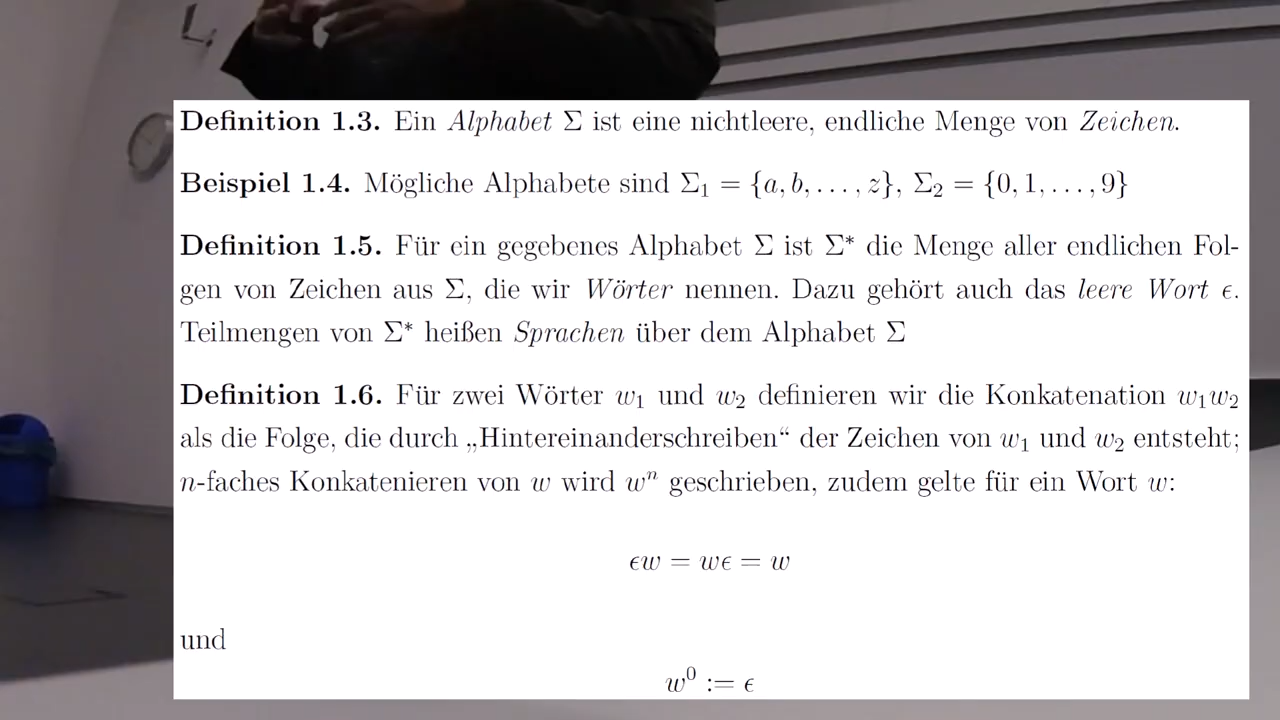 Definition 1.3. Ein Alphabet Σ ist eine nichtleere, endliche Menge von Zeichen.
Beispiel 1.4. Mögliche Alphabete sind Σ₁ = {a, b, . . . , z}, Σ₂ = {0, 1, . . . , 9}
Definition 1.5. Für ein gegebenes Alphabet Σ ist Σ* die Menge aller endlichen Fol-
gen von Zeichen aus Σ, die wir Wörter nennen. Dazu gehört auch das leere Wort ϵ.
Teilmengen von Σ* heißen Sprachen über dem Alphabet Σ
Definition 1.6. Für zwei Wörter w₁ und w₂ definieren wir die Konkatenation w₁w₂
als die Folge, die durch „Hintereinanderschreiben“ der Zeichen von w₁ und w₂ entsteht;
n-faches Konkatenieren von w wird wⁿ geschrieben, zudem gelte für ein Wort w:
ϵw = wϵ = w
und
w⁰ := ϵ